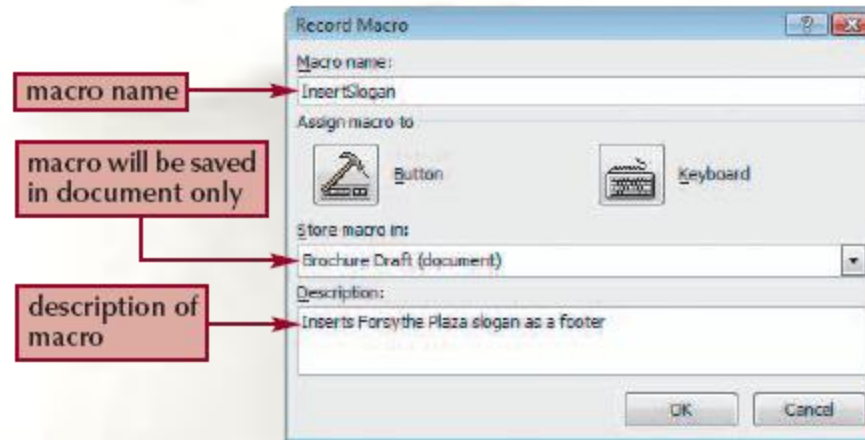 Record Macro
Macro name:
macro name
InsertSlogan
Assign macro to
macro will be saved
in document only
Button
Keyboard
Store macro in:
Brochure Draft (document)
Description:
description of
macro
Inserts Forsythe Plaza slogan as a footer
OK
Cancel